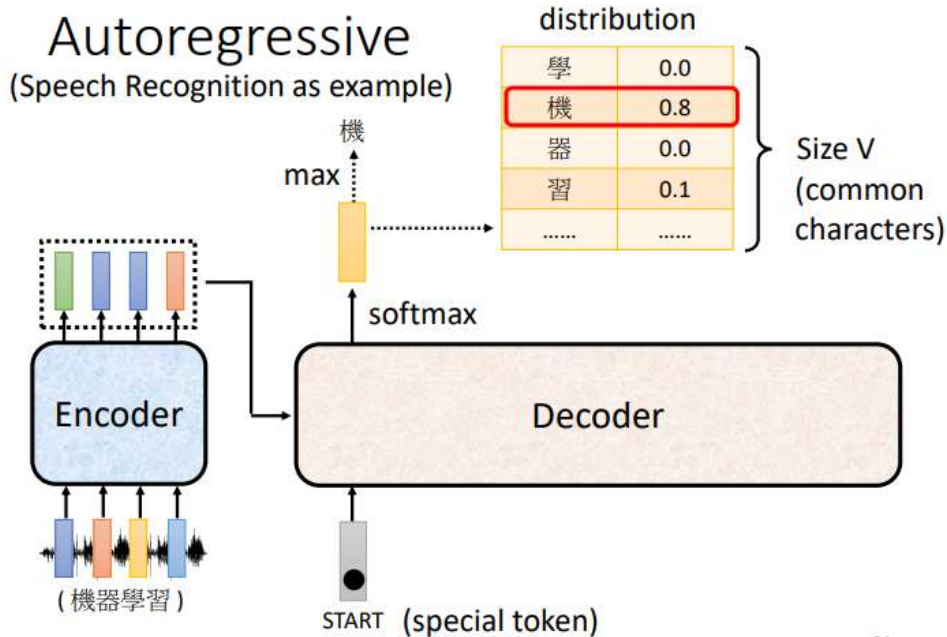 Autoregressive
(Speech Recognition as example)
distribution
學 0.0
機 0.8
器 0.0
習 0.1
...... ......
Size V
(common
characters)
機
max
softmax
Encoder
Decoder
(機器學習)
START (special token)